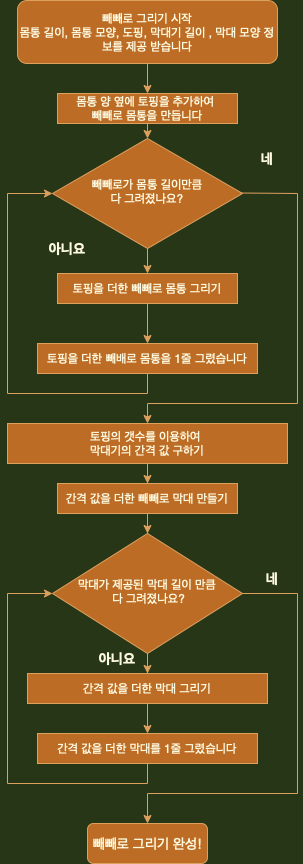 빼빼로 그리기 시작
몸통 길이, 몸통 모양, 도핑, 막대기 길이 , 막대 모양 정
보를 제공 받습니다
몸통 양 옆에 토핑을 추가하여
빼빼로 몸통을 만듭니다
네
빼빼로가 몸통 길이만큼
다 그려졌나요?
아니요
토핑을 더한 빼빼로 몸통 그리기
토핑을 더한 빼배로 몸통을 1줄 그렸습니다
토핑의 갯수를 이용하여
막대기의 간격 값 구하기
간격 값을 더한 빼빼로 막대 만들기
네
막대가 제공된 막대 길이 만큼
다 그려졌나요?
아니요
간격 값을 더한 막대 그리기
간격 값을 더한 막대를 1줄 그렸습니다
빼빼로 그리기 완성!